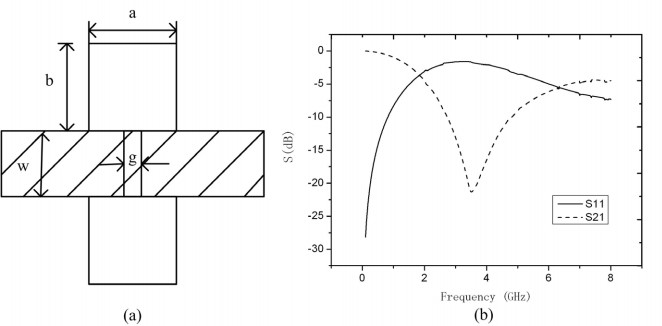 a
b
w
g
(a)
S(dB)
0
-5
-10
-15
-20
-25
-30
0
2
4
6
8
Frequency (GHz)
S11
S21
(b)